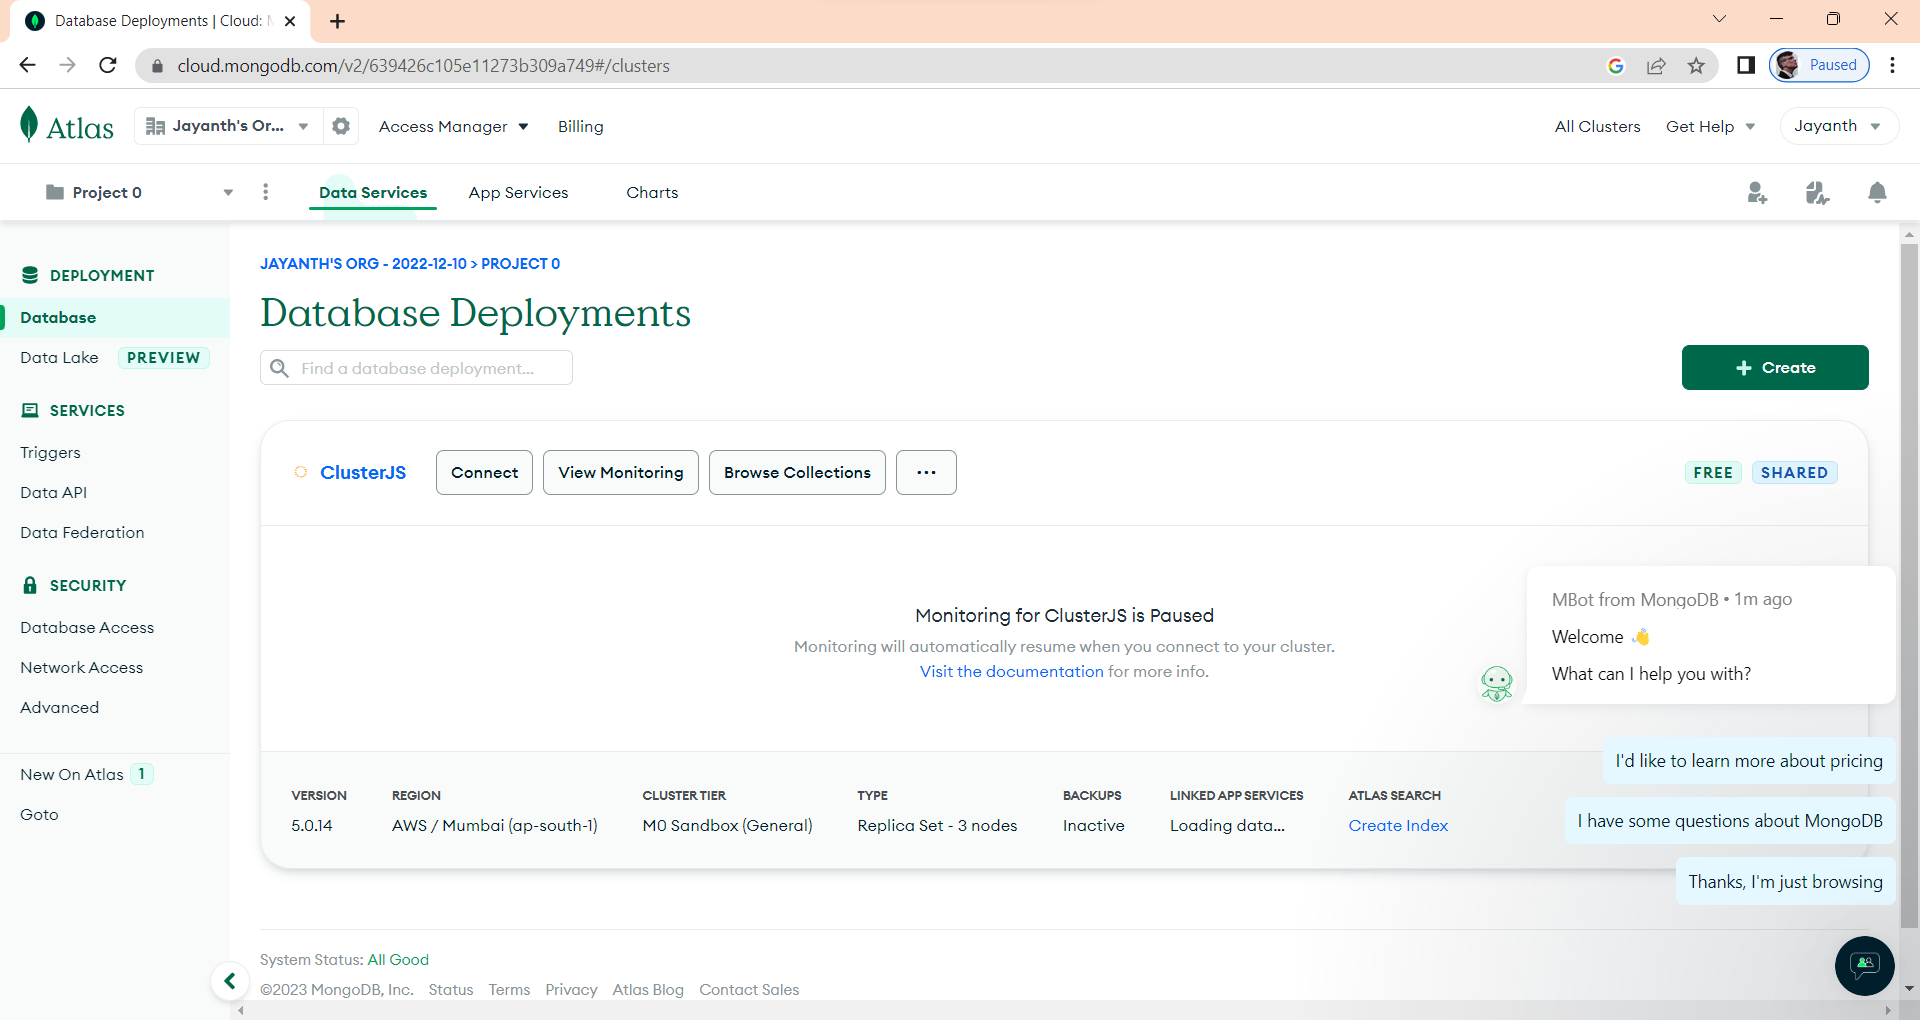 Database Deployments | Cloud:
cloud.mongodb.com/v2/639426c105e11273b309a749#/clusters
Paused
Atlas
Jayanth's Or...
Access Manager
Billing
All Clusters
Get Help
Jayanth
Project 0
Data Services
App Services
Charts
DEPLOYMENT
Database
Data Lake PREVIEW
SERVICES
Triggers
Data API
Data Federation
SECURITY
Database Access
Network Access
Advanced
New On Atlas 1
Goto
JAYANTH'S ORG - 2022-12-10 > PROJECT 0
Database Deployments
Find a database deployment...
+ Create
ClusterJS
Connect
View Monitoring
Browse Collections
...
FREE
SHARED
Monitoring for ClusterJS is Paused
Monitoring will automatically resume when you connect to your cluster.
Visit the documentation for more info.
VERSION
5.0.14
REGION
AWS / Mumbai (ap-south-1)
CLUSTER TIER
M0 Sandbox (General)
TYPE
Replica Set - 3 nodes
BACKUPS
Inactive
LINKED APP SERVICES
Loading data...
ATLAS SEARCH
Create Index
MBot from MongoDB • 1m ago
Welcome 👋
What can I help you with?
I'd like to learn more about pricing
I have some questions about MongoDB
Thanks, I'm just browsing
System Status: All Good
©2023 MongoDB, Inc. Status Terms Privacy Atlas Blog Contact Sales